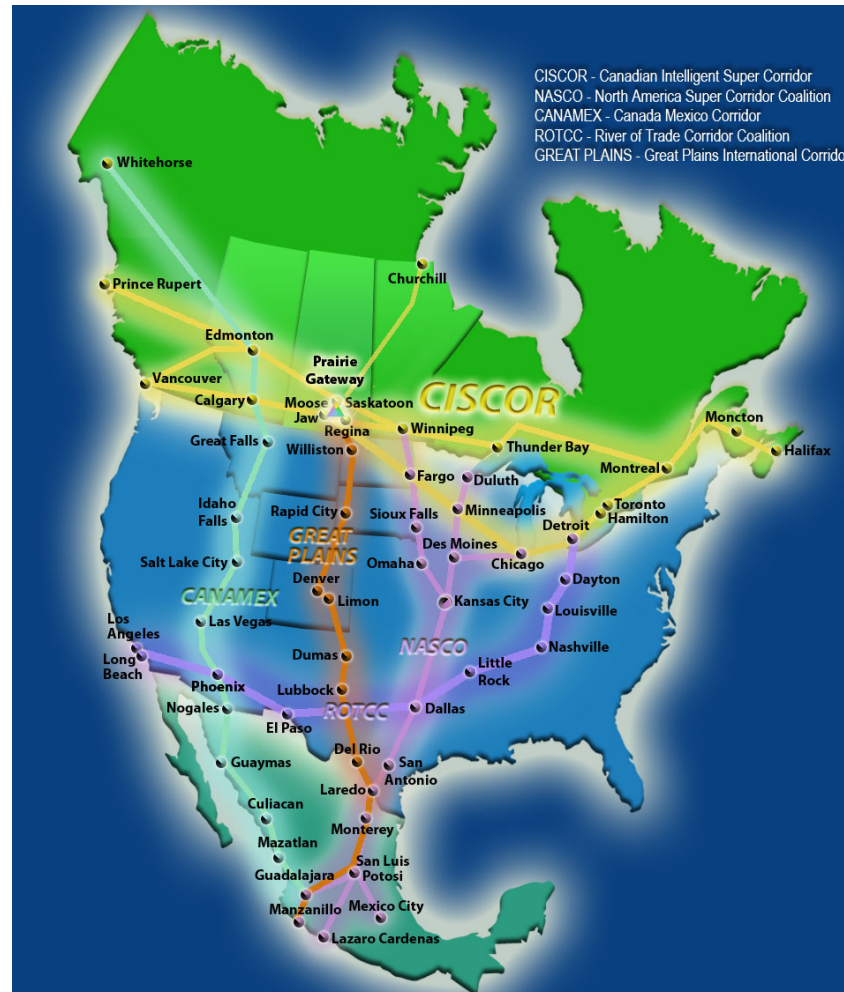 CISCOR - Canadian Intelligent Super Corridor
NASCO - North America Super Corridor Coalition
CANAMEX - Canada Mexico Corridor
ROTCC - River of Trade Corridor Coalition
GREAT PLAINS - Great Plains International Corrido
Whitehorse
Churchill
Prince Rupert
Edmonton
Prairie
Gateway
Vancouver
Calgary
Moose
Jaw
Saskatoon
Regina
CISCOR
Winnipeg
Thunder Bay
Moncton
Halifax
Montreal
Great Falls
Williston
Fargo
Duluth
Toronto
Hamilton
Idaho
Falls
Rapid City
Sioux Falls
Minneapolis
Detroit
GREAT
PLAINS
Des Moines
Chicago
Salt Lake City
Omaha
Dayton
Denver
Limon
Kansas City
Louisville
CANAMEX
Las Vegas
Los
Angeles
Long
Beach
NASCO
Nashville
Dumas
Little
Rock
Phoenix
Lubbock
Nogales
ROTCC
Dallas
El Paso
Del Rio
San
Antonio
Guaymas
Laredo
Culiacan
Monterey
Mazatlan
San Luis
Potosi
Guadalajara
Mexico City
Manzanillo
Lazaro Cardenas